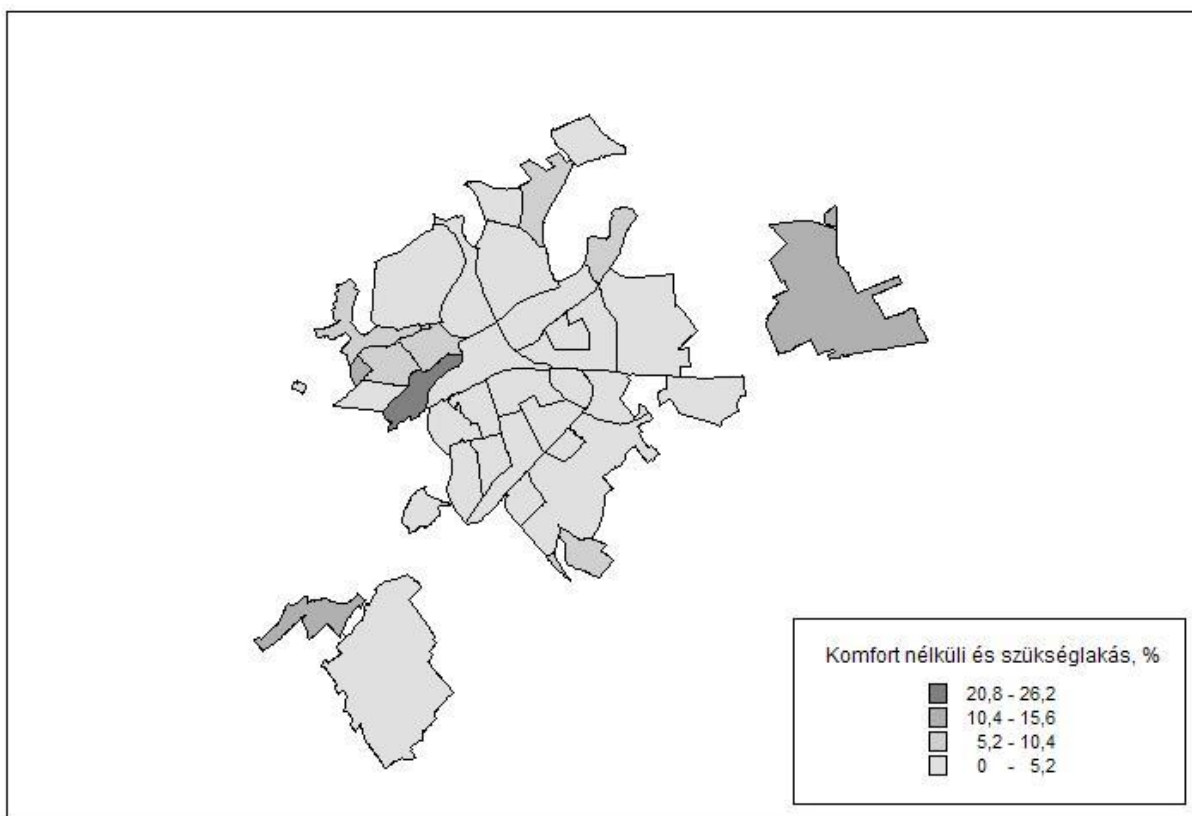 Komfort nélküli és szükséglakás, %
20,8 - 26,2
10,4 - 15,6
5,2 - 10,4
0 - 5,2